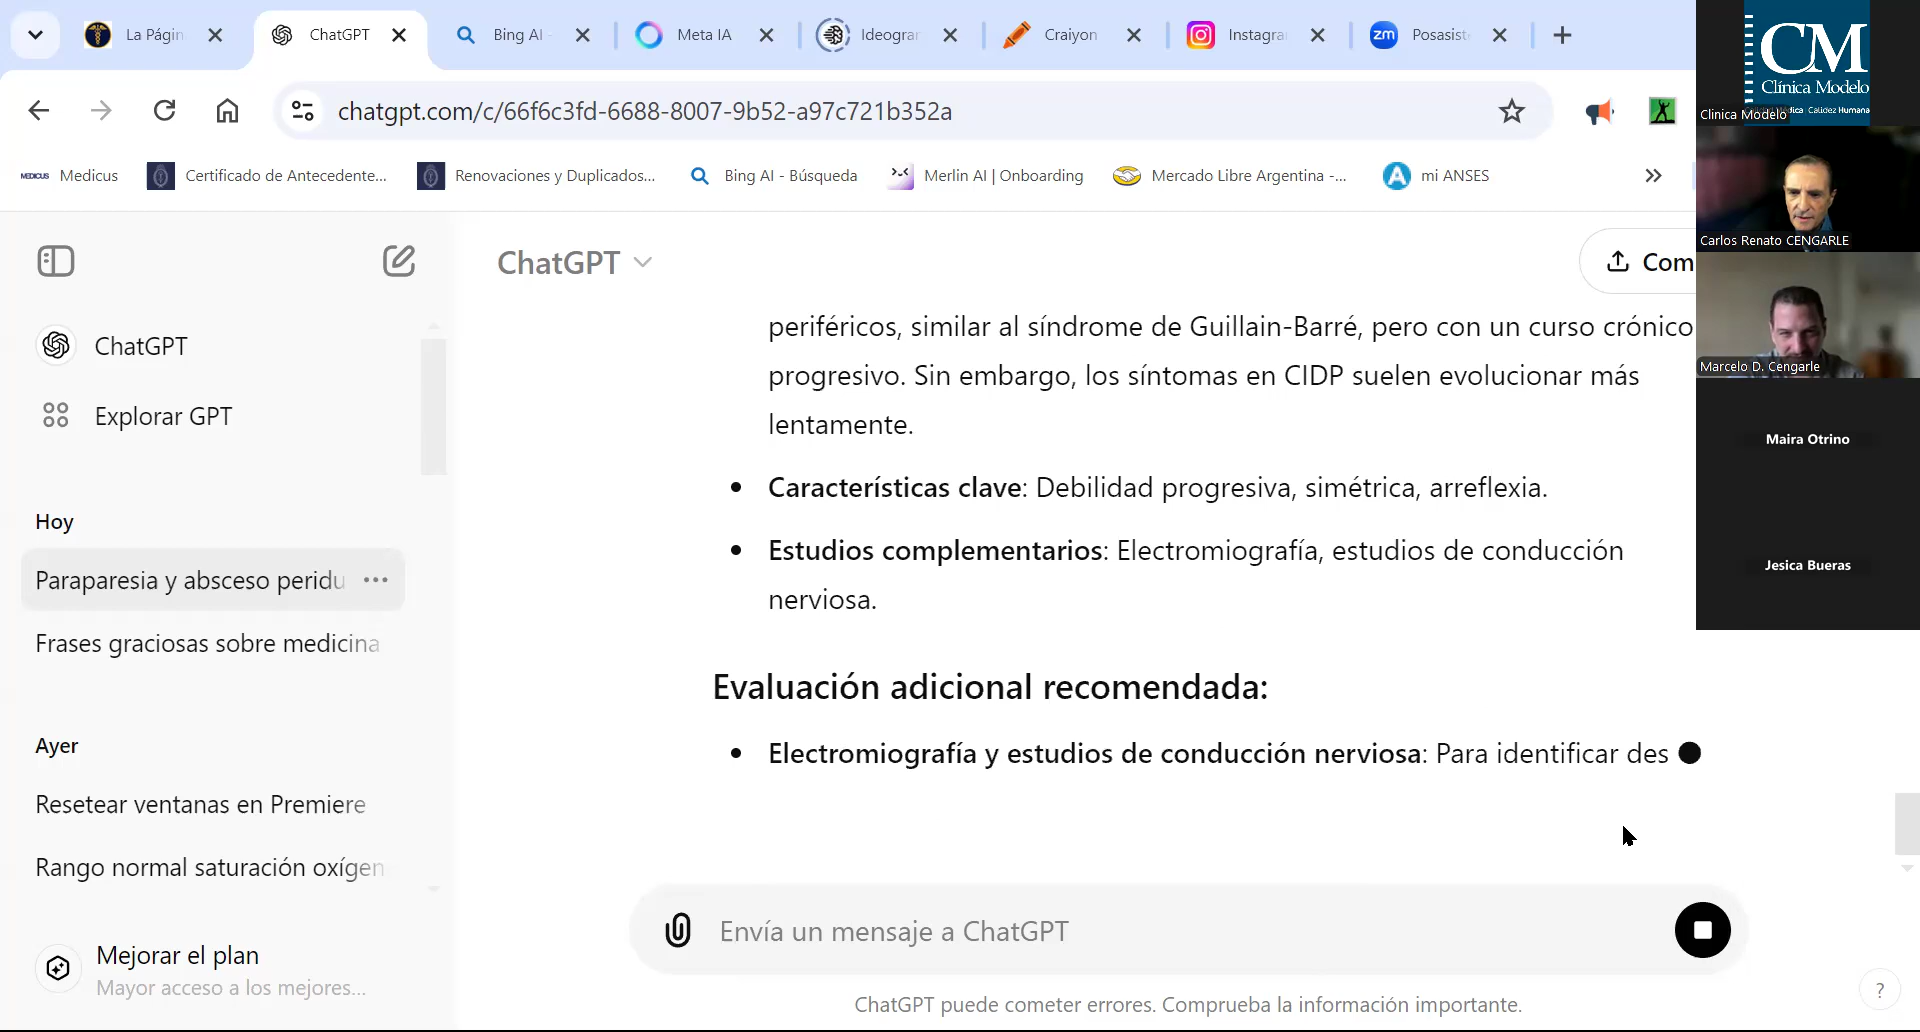 La Págin
ChatGPT
Bing AI -
Meta IA
Ideogra
Craiyon
Instagra
zm
Posasist
chatgpt.com/c/66f6c3fd-6688-8007-9b52-a97c721b352a
MEDICUS Medicus
Certificado de Antecedente...
Renovaciones y Duplicados...
Bing AI - Búsqueda
Merlin AI | Onboarding
Mercado Libre Argentina -...
mi ANSES
ChatGPT
Explorar GPT
Hoy
Paraparesia y absceso peridu
Frases graciosas sobre medicina
Ayer
Resetear ventanas en Premiere
Rango normal saturación oxígen
Mejorar el plan
Mayor acceso a los mejores...
ChatGPT
Com
periféricos, similar al síndrome de Guillain-Barré, pero con un curso crónico
progresivo. Sin embargo, los síntomas en CIDP suelen evolucionar más
lentamente.
• Características clave: Debilidad progresiva, simétrica, arreflexia.
• Estudios complementarios: Electromiografía, estudios de conducción
nerviosa.
Evaluación adicional recomendada:
• Electromiografía y estudios de conducción nerviosa: Para identificar des
Envía un mensaje a ChatGPT
ChatGPT puede cometer errores. Comprueba la información importante.
?
CM
Clínica Modelo
Calidez Humana
Clinica Modelo
Carlos Renato CENGARLE
Marcelo D. Cengarle
Maira Otrino
Jesica Bueras